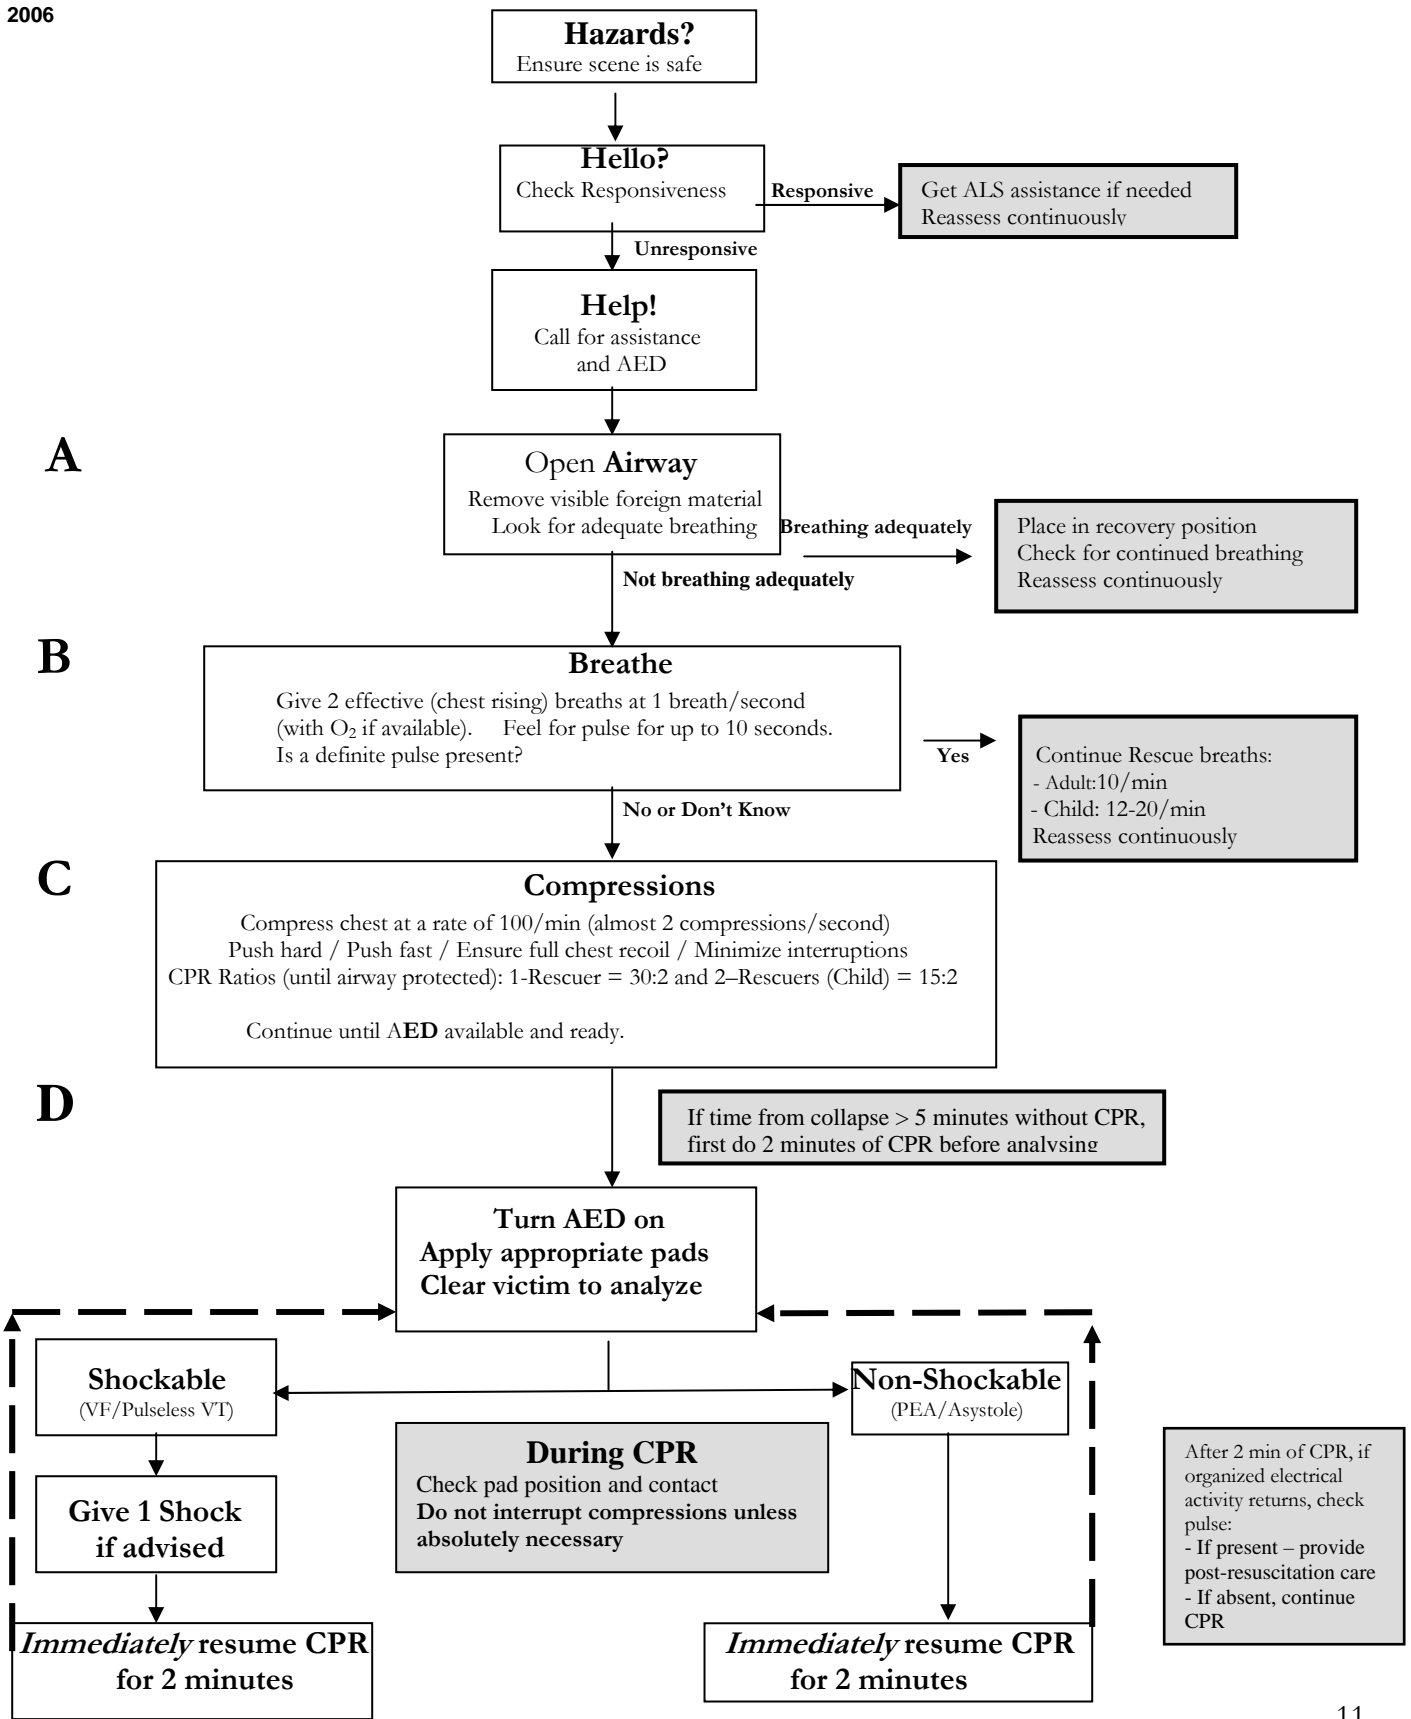 2006
Hazards?
Ensure scene is safe
Hello?
Check Responsiveness
Responsive
Get ALS assistance if needed
Reassess continuously
Unresponsive
Help!
Call for assistance
and AED
A
Open Airway
Remove visible foreign material
Look for adequate breathing
Breathing adequately
Place in recovery position
Check for continued breathing
Reassess continuously
Not breathing adequately
B
Breathe
Give 2 effective (chest rising) breaths at 1 breath/second
(with O₂ if available). Feel for pulse for up to 10 seconds.
Is a definite pulse present?
Yes
Continue Rescue breaths:
- Adult:10/min
- Child: 12-20/min
Reassess continuously
No or Don't Know
C
Compressions
Compress chest at a rate of 100/min (almost 2 compressions/second)
Push hard / Push fast / Ensure full chest recoil / Minimize interruptions
CPR Ratios (until airway protected): 1-Rescuer = 30:2 and 2–Rescuers (Child) = 15:2
Continue until AED available and ready.
D
If time from collapse > 5 minutes without CPR,
first do 2 minutes of CPR before analysing
Turn AED on
Apply appropriate pads
Clear victim to analyze
Shockable
(VF/Pulseless VT)
Non-Shockable
(PEA/Asystole)
During CPR
Check pad position and contact
Do not interrupt compressions unless
absolutely necessary
Give 1 Shock
if advised
After 2 min of CPR, if
organized electrical
activity returns, check
pulse:
- If present – provide
post-resuscitation care
- If absent, continue
CPR
Immediately resume CPR
for 2 minutes
Immediately resume CPR
for 2 minutes
11